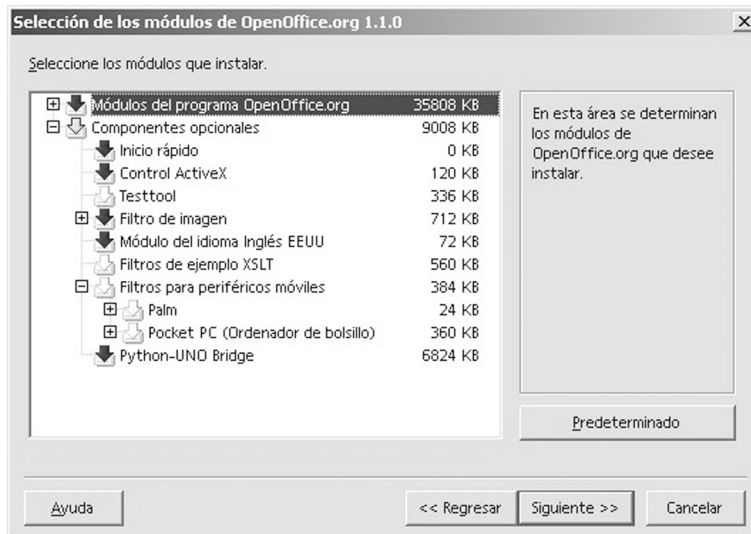 Selección de los módulos de OpenOffice.org 1.1.0
Seleccione los módulos que instalar.
Módulos del programa OpenOffice.org 35808 KB
Componentes opcionales 9008 KB
Inicio rápido 0 KB
Control ActiveX 120 KB
Testtool 336 KB
Filtro de imagen 712 KB
Módulo del idioma Inglés EEUU 72 KB
Filtros de ejemplo XSLT 560 KB
Filtros para periféricos móviles 384 KB
Palm 24 KB
Pocket PC (Ordenador de bolsillo) 360 KB
Python-UNO Bridge 6824 KB
En esta área se determinan
los módulos de
OpenOffice.org que desee
instalar.
Predeterminado
Ayuda
<< Regresar
Siguiente >>
Cancelar